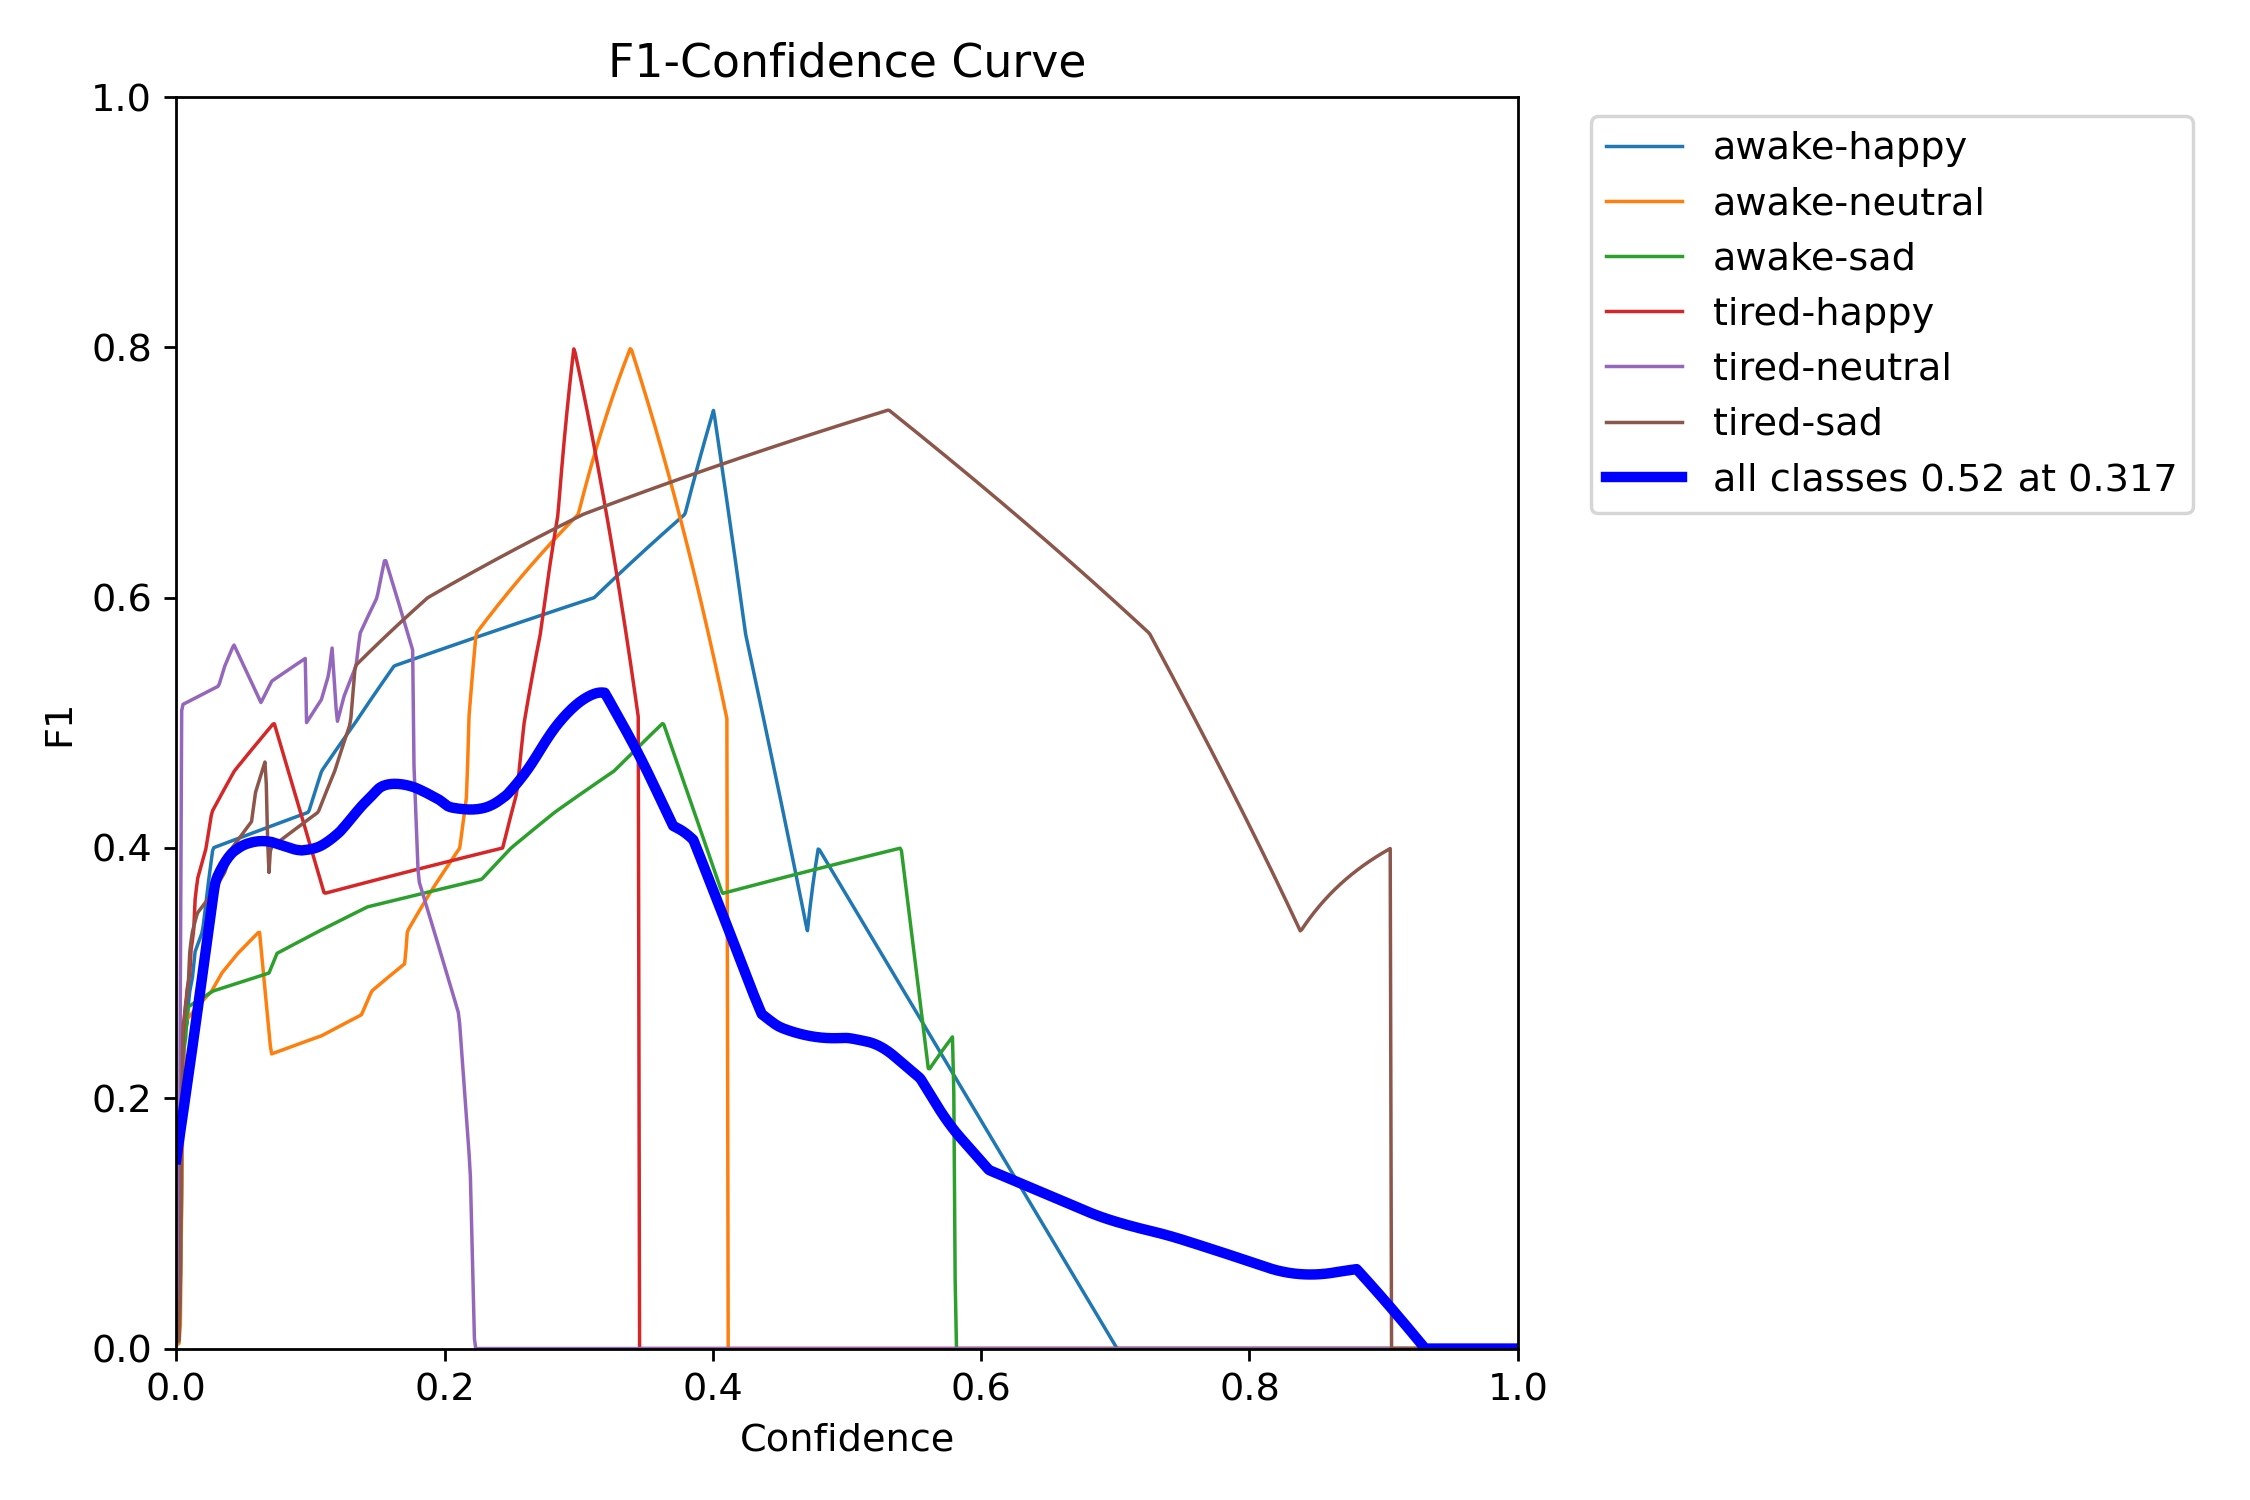 F1-Confidence Curve
1.0
0.8
0.6
0.4
0.2
0.0
F1
0.0 0.2 0.4 0.6 0.8 1.0
Confidence
awake-happy
awake-neutral
awake-sad
tired-happy
tired-neutral
tired-sad
all classes 0.52 at 0.317